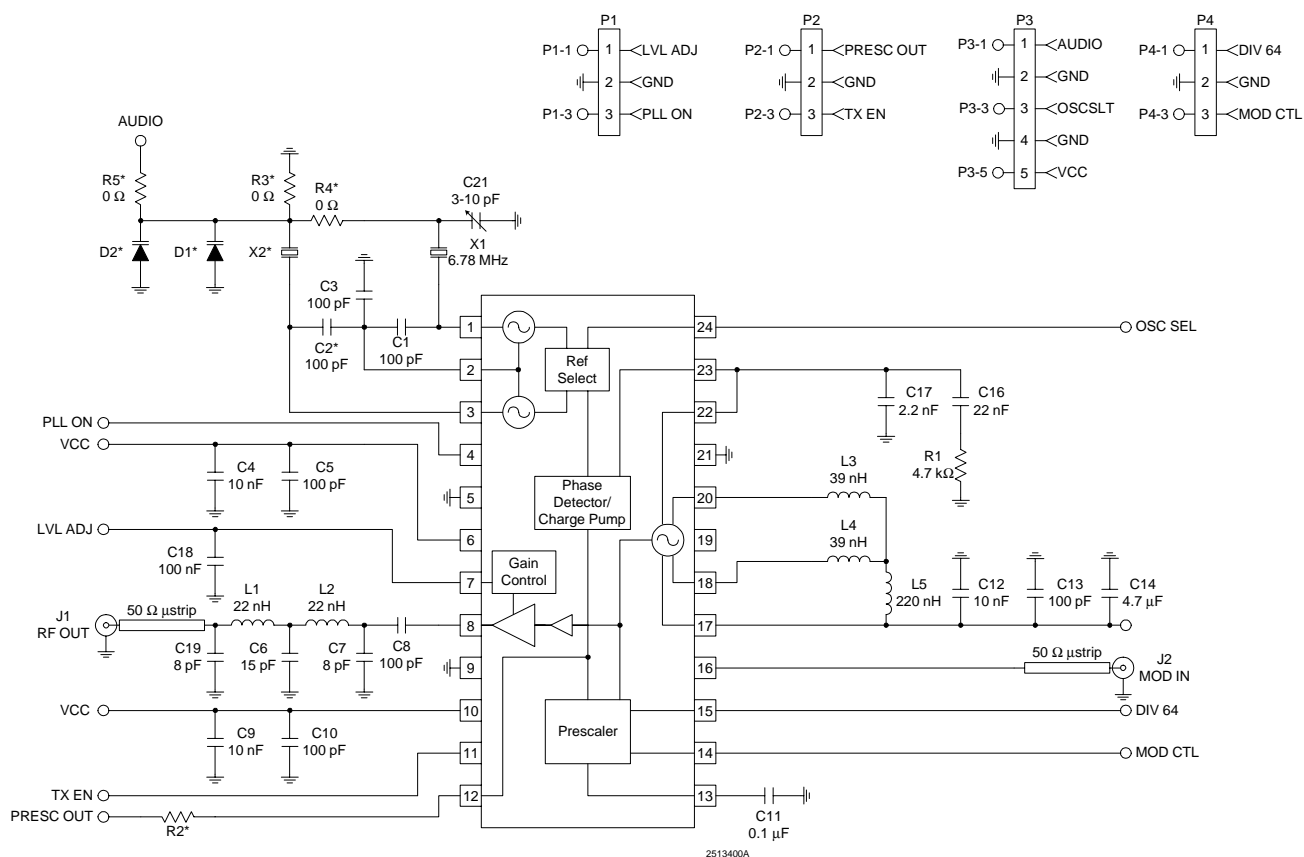 P1
P1-1
1
LVL ADJ
2
GND
P1-3
3
PLL ON
P2
P2-1
1
PRESC OUT
2
GND
P2-3
3
TX EN
P3
P3-1
1
AUDIO
2
GND
P3-3
3
OSCSLT
4
GND
P3-5
5
VCC
P4
P4-1
1
DIV 64
2
GND
P4-3
3
MOD CTL
AUDIO
R5*
0 Ω
R3*
0 Ω
R4*
0 Ω
C21
3-10 pF
D2*
D1*
X2*
X1
6.78 MHz
C3
100 pF
C2*
100 pF
C1
100 pF
1
2
3
4
5
6
7
8
9
10
11
12
Ref
Select
Phase
Detector/
Charge Pump
Gain
Control
Prescaler
24
23
22
21
20
19
18
17
16
15
14
13
PLL ON
VCC
C4
10 nF
C5
100 pF
LVL ADJ
C18
100 nF
J1
RF OUT
50 Ω µstrip
L1
22 nH
L2
22 nH
C19
8 pF
C6
15 pF
C7
8 pF
C8
100 pF
VCC
C9
10 nF
C10
100 pF
TX EN
PRESC OUT
R2*
OSC SEL
C17
2.2 nF
C16
22 nF
R1
4.7 kΩ
L3
39 nH
L4
39 nH
L5
220 nH
C12
10 nF
C13
100 pF
C14
4.7 µF
50 Ω µstrip
J2
MOD IN
DIV 64
MOD CTL
C11
0.1 µF
2513400A